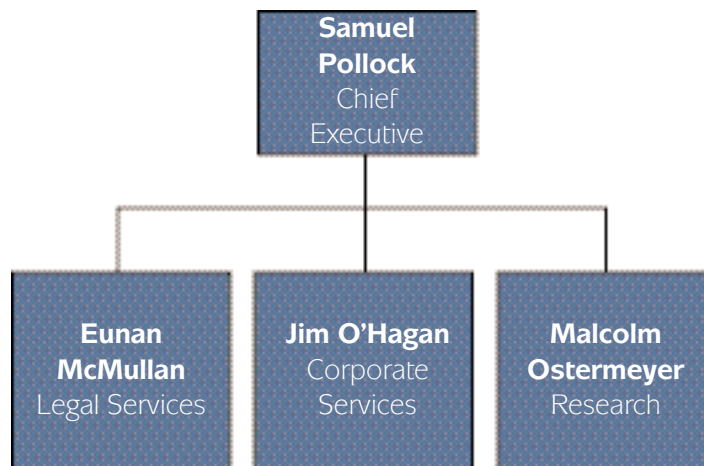 Samuel
Pollock
Chief
Executive
Eunan
McMullan
Legal Services
Jim O’Hagan
Corporate
Services
Malcolm
Ostermeyer
Research